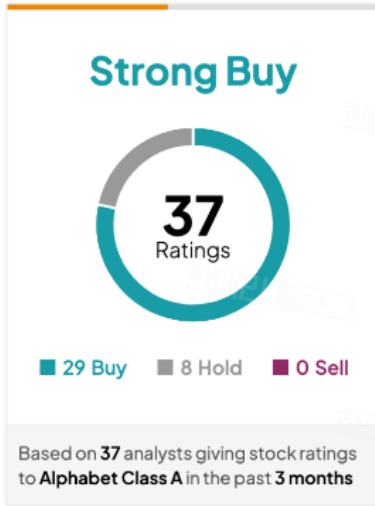 Strong Buy
37
Ratings
29 Buy 8 Hold 0 Sell
Based on 37 analysts giving stock ratings
to Alphabet Class A in the past 3 months